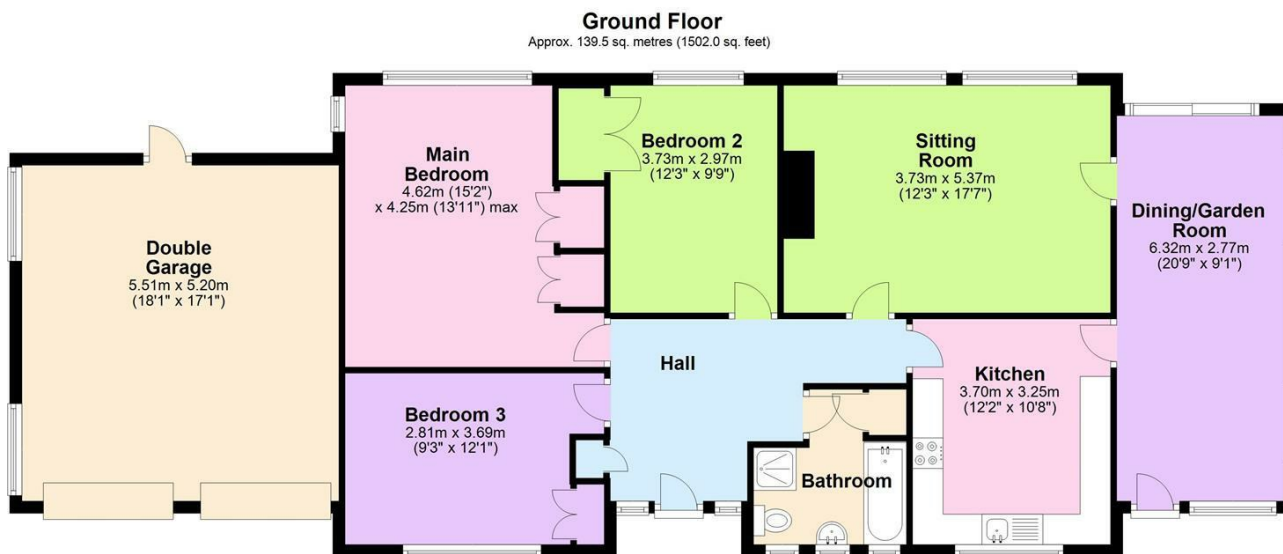 Ground Floor
Approx. 139.5 sq. metres (1502.0 sq. feet)
Main
Bedroom
4.62m (15'2")
x 4.25m (13'11") max
Bedroom 2
3.73m x 2.97m
(12'3" x 9'9")
Sitting
Room
3.73m x 5.37m
(12'3" x 17'7")
Dining/Garden
Room
6.32m x 2.77m
(20'9" x 9'1")
Double
Garage
5.51m x 5.20m
(18'1" x 17'1")
Hall
Kitchen
3.70m x 3.25m
(12'2" x 10'8")
Bedroom 3
2.81m x 3.69m
(9'3" x 12'1")
Bathroom